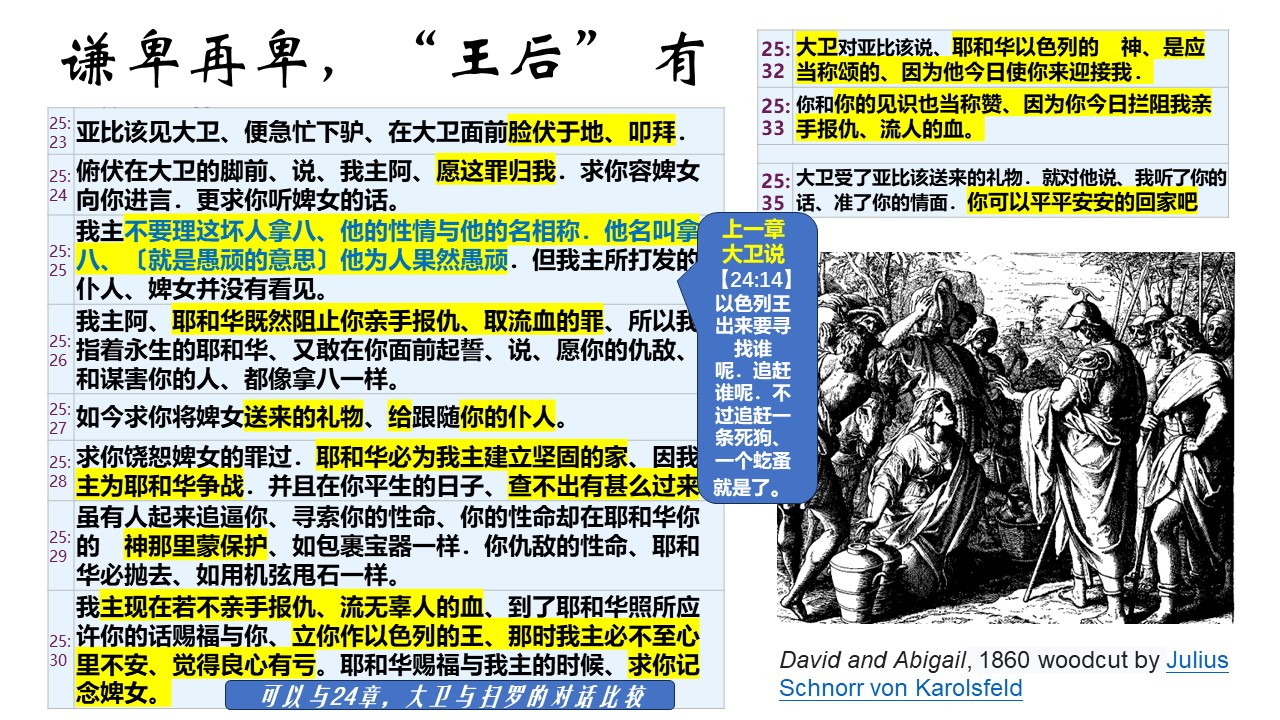 谦卑再卑，“王后” 有
25:23 亚比该见大卫、便急忙下驴、在大卫面前脸伏于地、叩拜．
25:24 俯伏在大卫的脚前、说、我主阿、愿这罪归我．求你容婢女
向你进言．更求你听婢女的话。
25:25 我主不要理这坏人拿八、他的性情与他的名相称．他名叫拿
八、〔就是愚顽的意思〕他为人果然愚顽．但我主所打发的
仆人、婢女并没有看见。
25:26 我主阿、耶和华既然阻止你亲手报仇、取流血的罪、所以我
指着永生的耶和华、又敢在你面前起誓、说、愿你的仇敌、
和谋害你的人、都像拿八一样。
25:27 如今求你将婢女送来的礼物、给跟随你的仆人。
25:28 求你饶恕婢女的罪过．耶和华必为我主建立坚固的家、因我
主为耶和华争战．并且在你平生的日子、查不出有甚么过来
25:29 虽有人起来追逼你、寻索你的性命、你的性命却在耶和华你
的　神那里蒙保护、如包裹宝器一样．你仇敌的性命、耶和
华必抛去、如用机弦甩石一样。
25:30 我主现在若不亲手报仇、流无辜人的血、到了耶和华照所应
许你的话赐福与你、立你作以色列的王、那时我主必不至心
里不安、觉得良心有亏。耶和华赐福与我主的时候、求你记
念婢女。
可以与24章，大卫与扫罗的对话比较
上一章
大卫说
【24:14】
以色列王
出来要寻
找谁
呢．追赶
谁呢．不
过追赶一
条死狗、
一个虼蚤
就是了。
25:32 大卫对亚比该说、耶和华以色列的　神、是应
当称颂的、因为他今日使你来迎接我．
25:33 你和你的见识也当称赞、因为你今日拦阻我亲
手报仇、流人的血。
25:35 大卫受了亚比该送来的礼物．就对他说、我听了你的
话、准了你的情面．你可以平平安安的回家吧
David and Abigail, 1860 woodcut by Julius
Schnorr von Karolsfeld